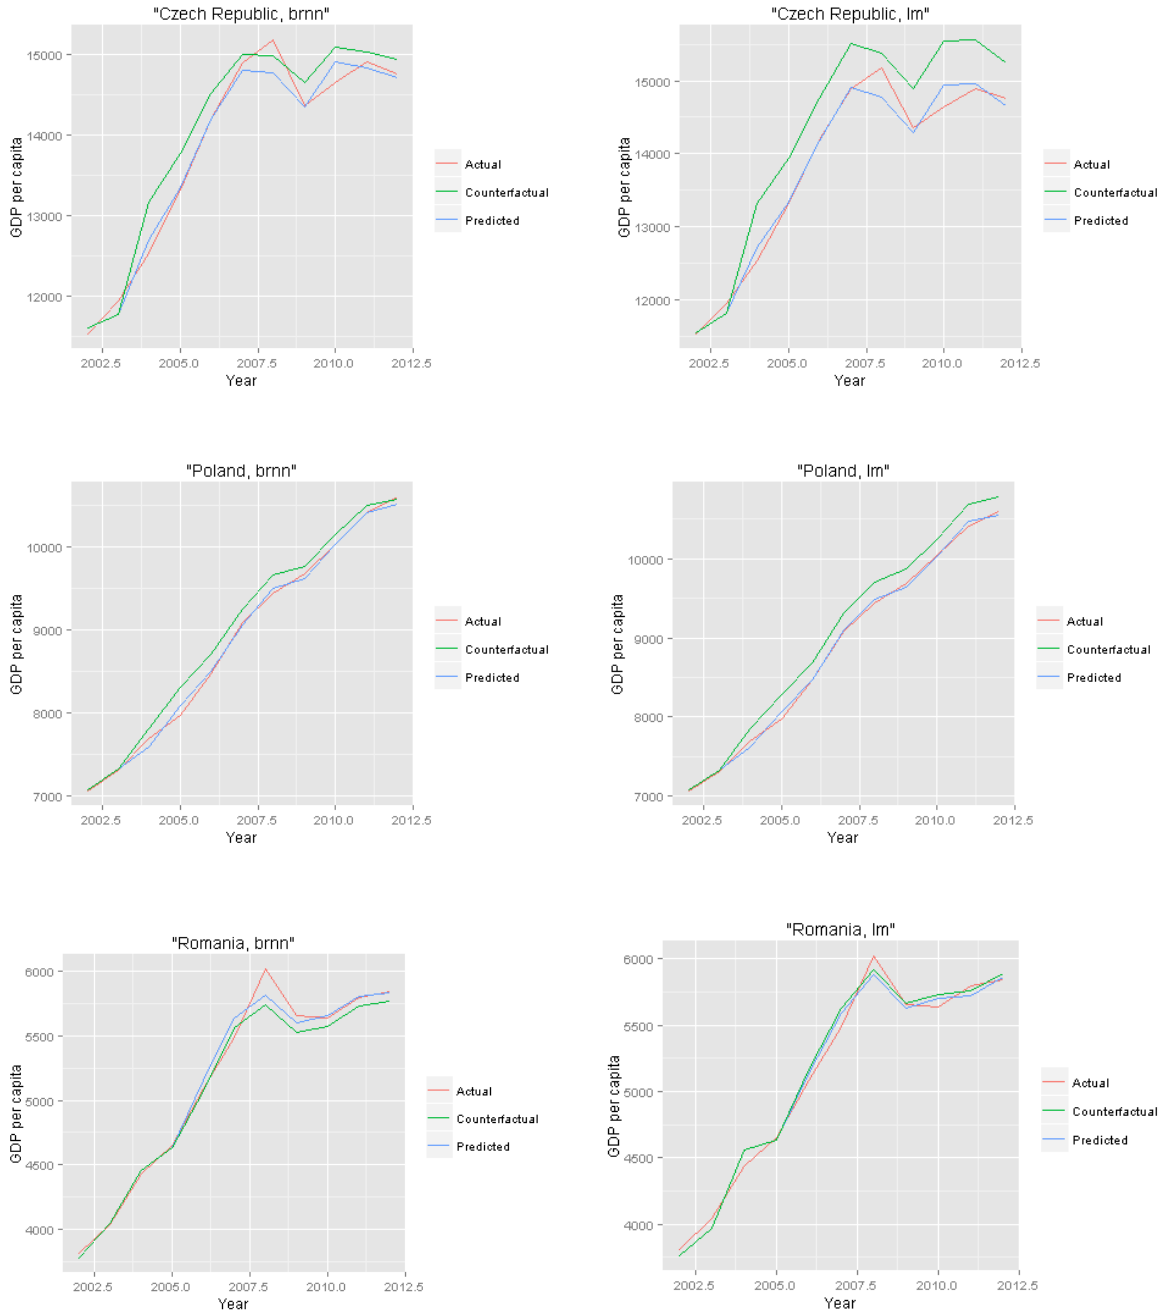 "Czech Republic, brnn"
GDP per capita
15000
14000
13000
12000
2002.5 2005.0 2007.5 2010.0 2012.5
Year
Actual
Counterfactual
Predicted
"Czech Republic, lm"
GDP per capita
15000
14000
13000
12000
2002.5 2005.0 2007.5 2010.0 2012.5
Year
Actual
Counterfactual
Predicted
"Poland, brnn"
GDP per capita
10000
9000
8000
7000
2002.5 2005.0 2007.5 2010.0 2012.5
Year
Actual
Counterfactual
Predicted
"Poland, lm"
GDP per capita
10000
9000
8000
7000
2002.5 2005.0 2007.5 2010.0 2012.5
Year
Actual
Counterfactual
Predicted
"Romania, brnn"
GDP per capita
6000
5500
5000
4500
4000
2002.5 2005.0 2007.5 2010.0 2012.5
Year
Actual
Counterfactual
Predicted
"Romania, lm"
GDP per capita
6000
5500
5000
4500
4000
2002.5 2005.0 2007.5 2010.0 2012.5
Year
Actual
Counterfactual
Predicted